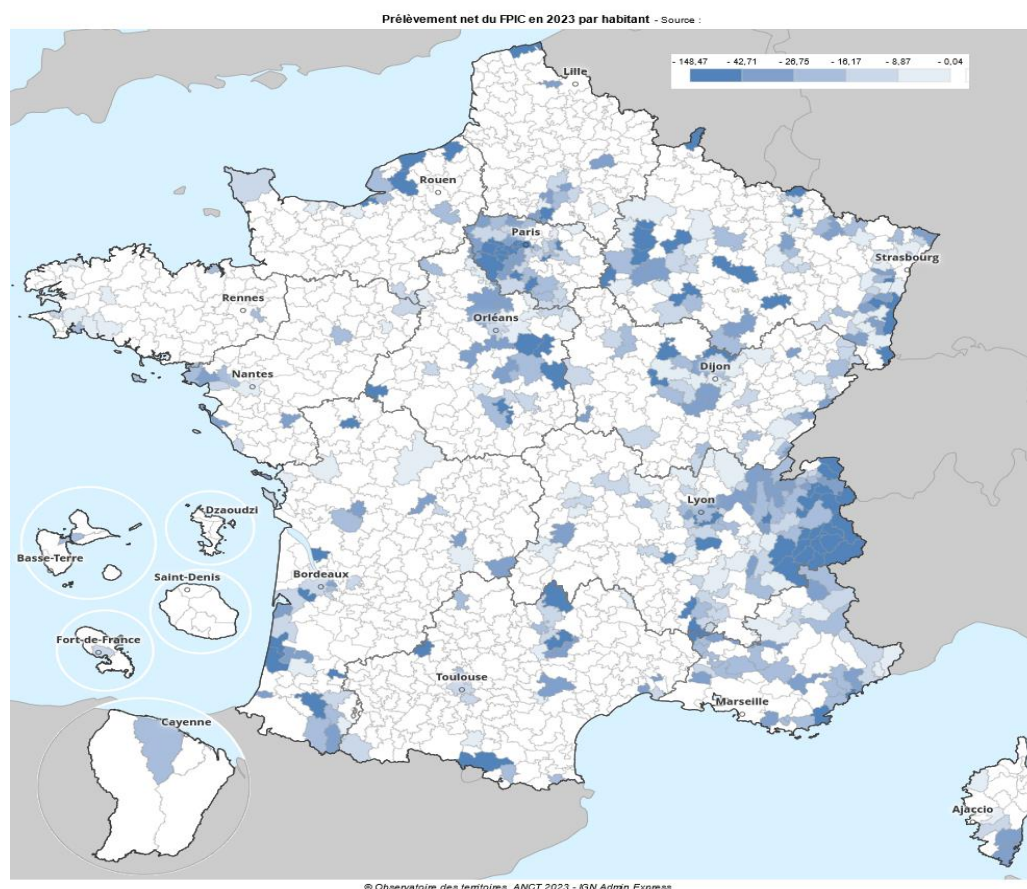 Prélèvement net du FPIC en 2023 par habitant - Source :
- 148,47 - 42,71 - 26,75 - 16,17 - 8,87 - 0,04
Lille
Rouen
Paris
Strasbourg
Rennes
Orléans
Nantes
Dijon
Lyon
Dzaoudzi
Basse-Terre
Saint-Denis
Bordeaux
Fort-de-France
Toulouse
Marseille
Cayenne
Ajaccio
© Observatoire des territoires, ANCT 2023 - IGN Admin Express